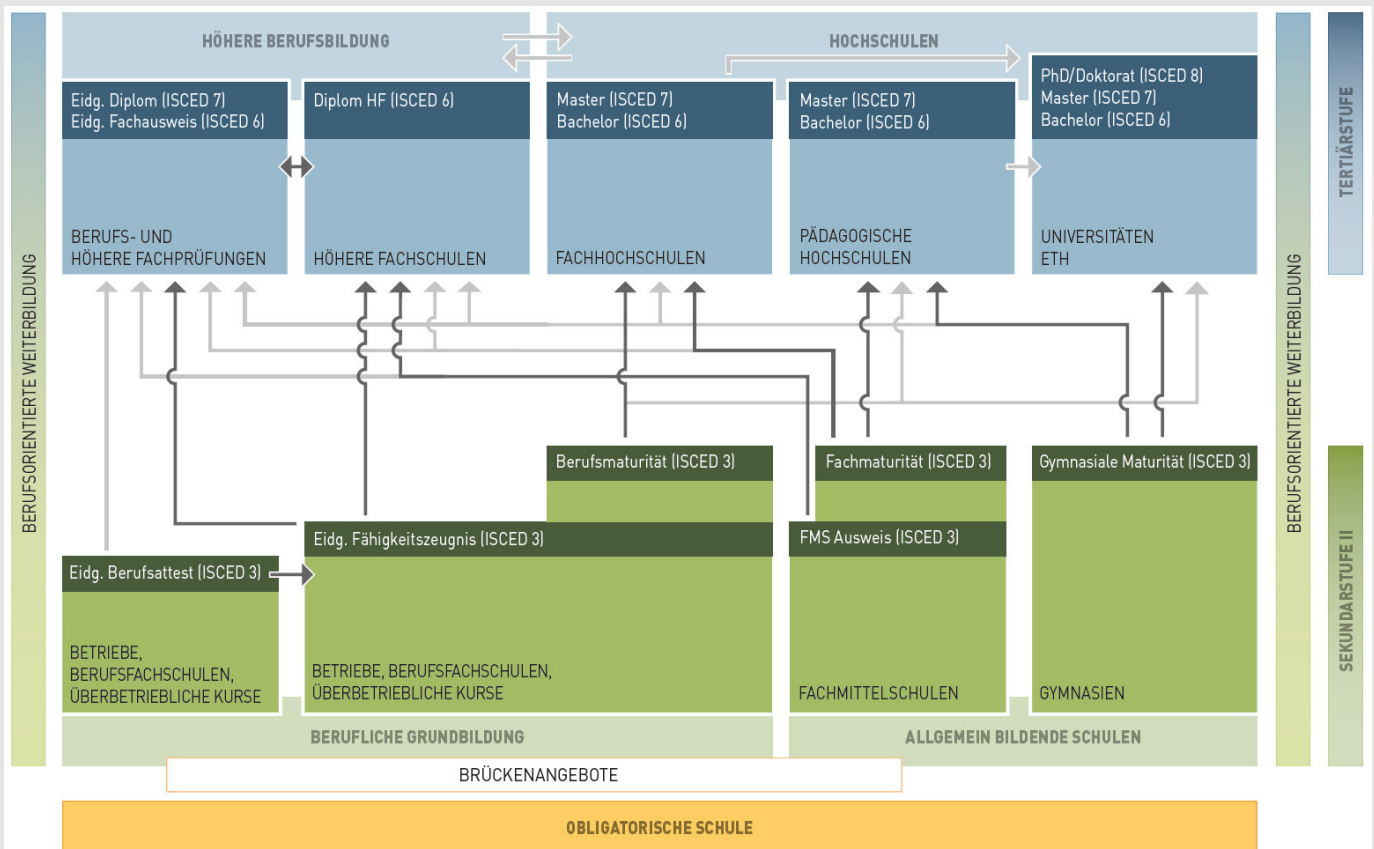 HÖHERE BERUFSBILDUNG
HOCHSCHULEN
Eidg. Diplom (ISCED 7)
Eidg. Fachausweis (ISCED 6)
BERUFS- UND
HÖHERE FACHPRÜFUNGEN
Diplom HF (ISCED 6)
HÖHERE FACHSCHULEN
Master (ISCED 7)
Bachelor (ISCED 6)
FACHHOCHSCHULEN
Master (ISCED 7)
Bachelor (ISCED 6)
PÄDAGOGISCHE
HOCHSCHULEN
PhD/Doktorat (ISCED 8)
Master (ISCED 7)
Bachelor (ISCED 6)
UNIVERSITÄTEN
ETH
BERUFSORIENTIERTE WEITERBILDUNG
BERUFSORIENTIERTE WEITERBILDUNG
TERTIÄRSTUFE
SEKUNDARSTUFE II
Berufsmaturität (ISCED 3)
Fachmaturität (ISCED 3)
Gymnasiale Maturität (ISCED 3)
Eidg. Fähigkeitszeugnis (ISCED 3)
FMS Ausweis (ISCED 3)
Eidg. Berufsattest (ISCED 3)
BETRIEBE,
BERUFSFACHSCHULEN,
ÜBERBETRIEBLICHE KURSE
BETRIEBE, BERUFSFACHSCHULEN,
ÜBERBETRIEBLICHE KURSE
FACHMITTELSCHULEN
GYMNASIEN
BERUFLICHE GRUNDBILDUNG
ALLGEMEIN BILDENDE SCHULEN
BRÜCKENANGEBOTE
OBLIGATORISCHE SCHULE